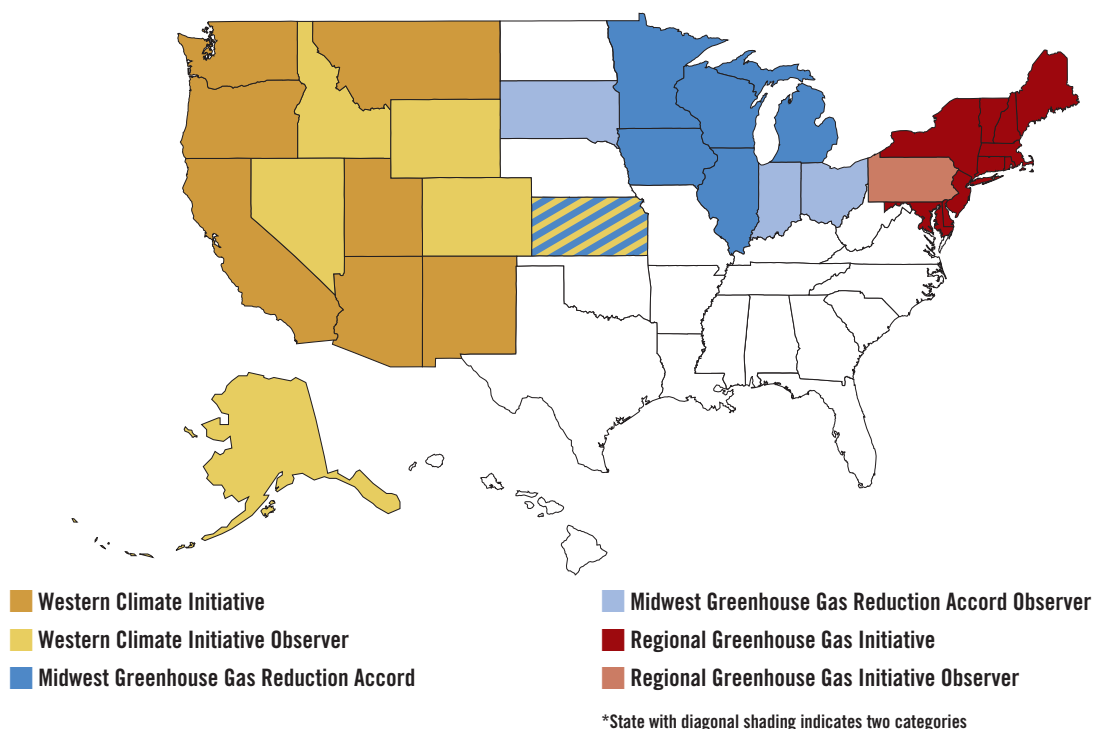 Western Climate Initiative
Western Climate Initiative Observer
Midwest Greenhouse Gas Reduction Accord
Midwest Greenhouse Gas Reduction Accord Observer
Regional Greenhouse Gas Initiative
Regional Greenhouse Gas Initiative Observer
*State with diagonal shading indicates two categories